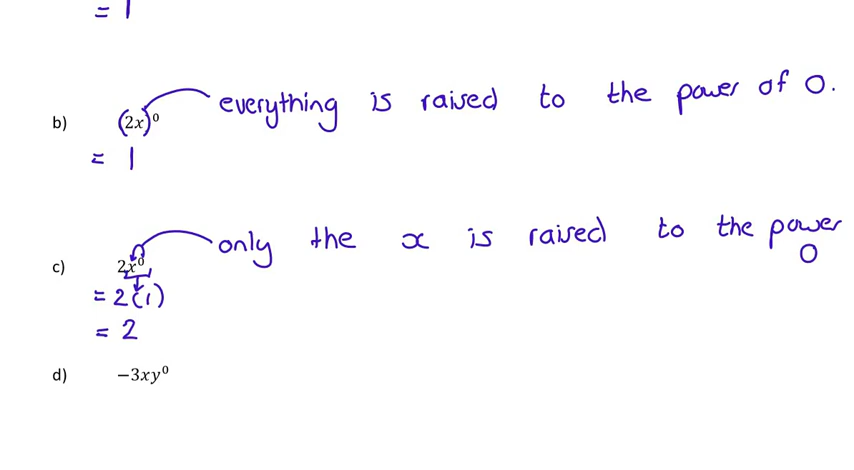 = 1
b) (2x)⁰ everything is raised to the power of 0.
= 1
c) 2x⁰ only the x is raised to the power 0
= 2(1)
= 2
d) −3xy⁰